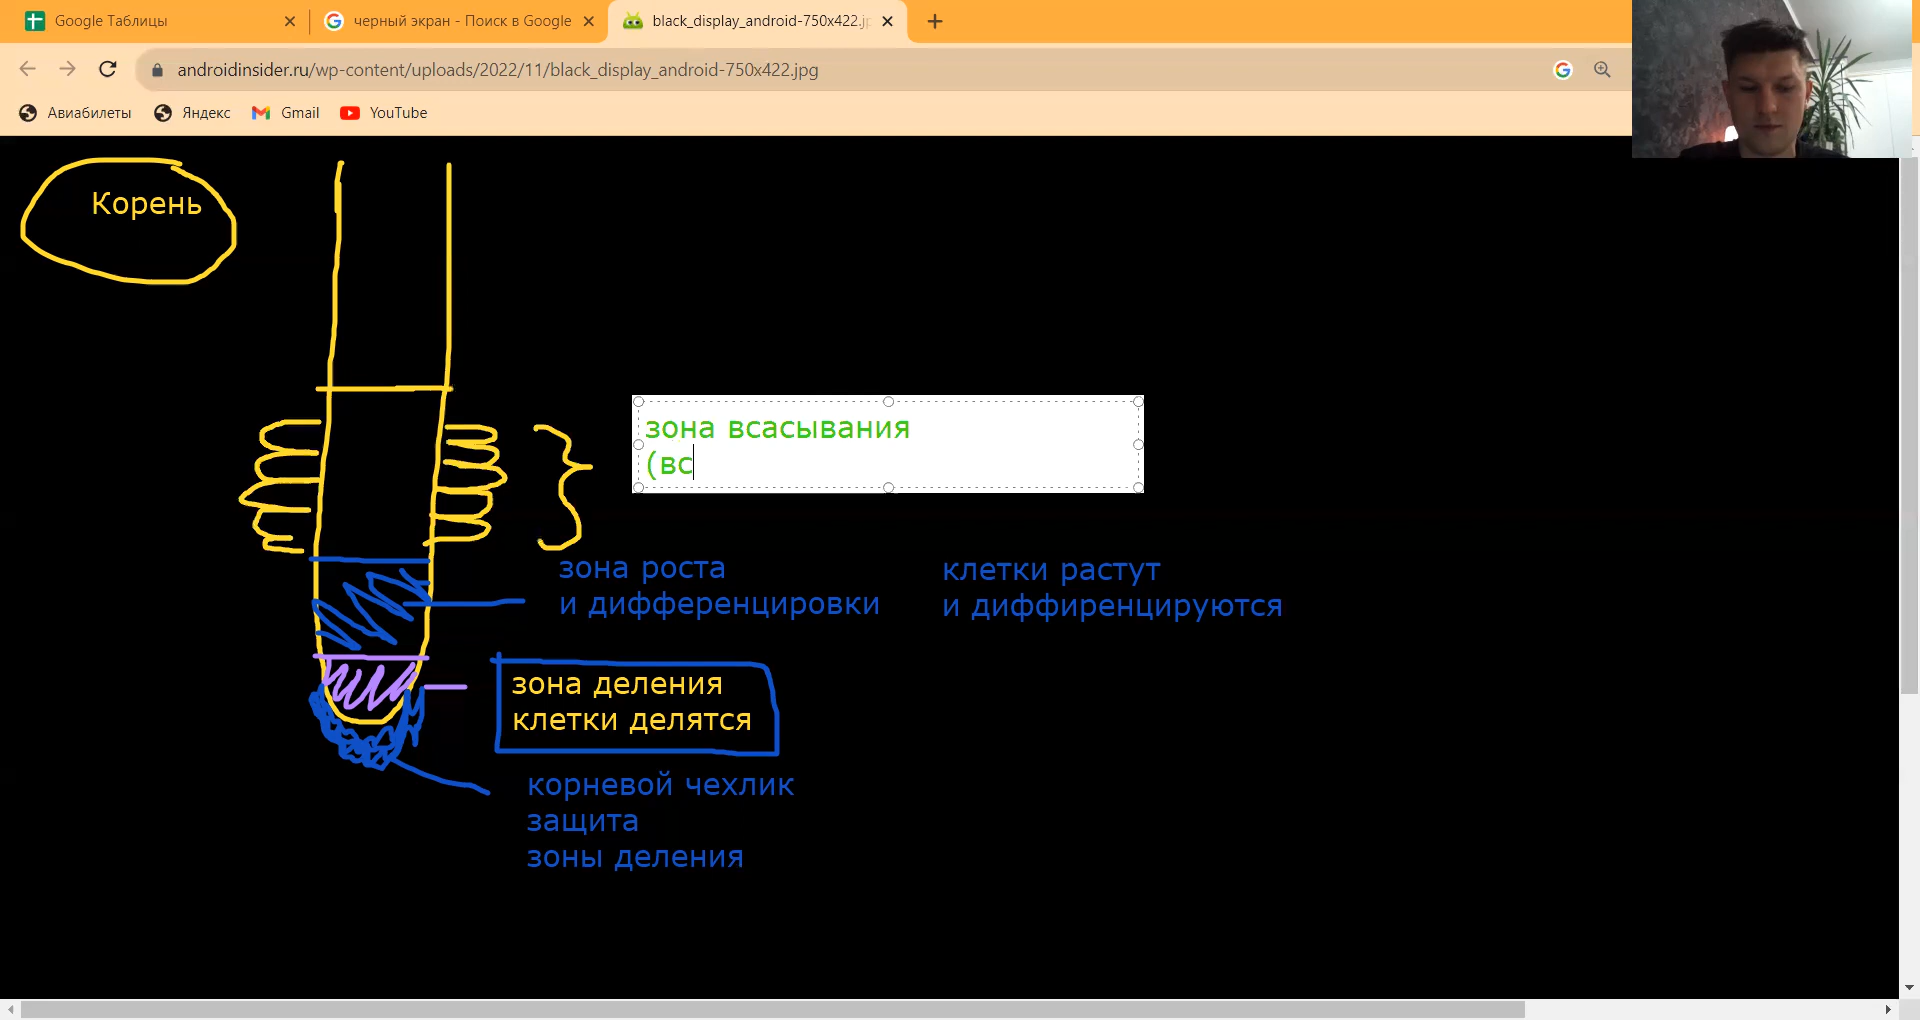 Google Таблицы
черный экран - Поиск в Google
black_display_android-750x422.jp
androidinsider.ru/wp-content/uploads/2022/11/black_display_android-750x422.jpg
Авиабилеты
Яндекс
Gmail
YouTube
Корень
зона всасывания
(вс
зона роста
и дифференцировки
клетки растут
и диффиренцируются
зона деления
клетки делятся
корневой чехлик
защита
зоны деления